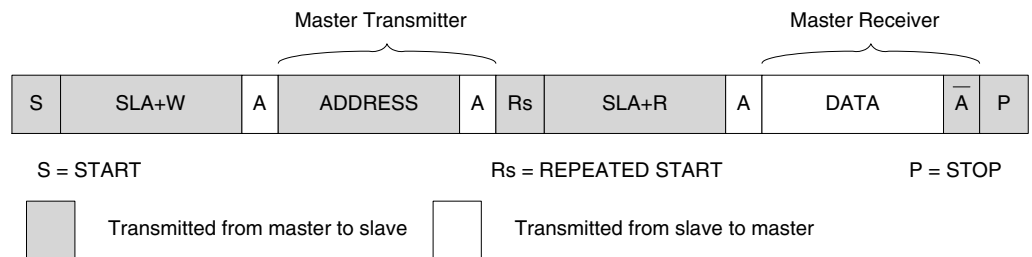 Master Transmitter Master Receiver
S SLA+W A ADDRESS A Rs SLA+R A DATA A̅ P
S = START Rs = REPEATED START P = STOP
Transmitted from master to slave Transmitted from slave to master